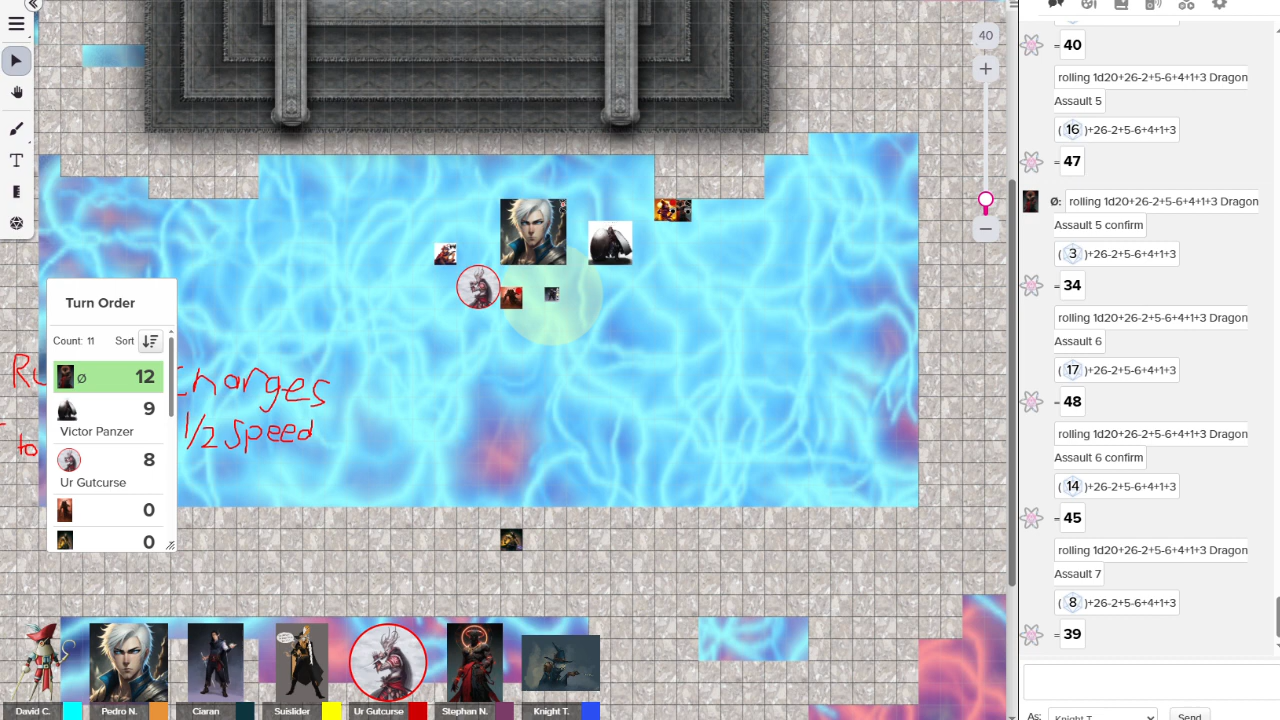 40
Turn Order
Count: 11 Sort
Ø 12
9
Victor Panzer
8
Ur Gutcurse
0
0
Charges
to 1/2 Speed
David C.
Pedro N.
Ciaran
Suislider
Ur Gutcurse
Stephan N.
Knight T.
= 40
rolling 1d20+26-2+5-6+4+1+3 Dragon
Assault 5
(16)+26-2+5-6+4+1+3
= 47
Ø: rolling 1d20+26-2+5-6+4+1+3 Dragon
Assault 5 confirm
(3)+26-2+5-6+4+1+3
= 34
rolling 1d20+26-2+5-6+4+1+3 Dragon
Assault 6
(17)+26-2+5-6+4+1+3
= 48
rolling 1d20+26-2+5-6+4+1+3 Dragon
Assault 6 confirm
(14)+26-2+5-6+4+1+3
= 45
rolling 1d20+26-2+5-6+4+1+3 Dragon
Assault 7
(8)+26-2+5-6+4+1+3
= 39
As: Knight T. Send